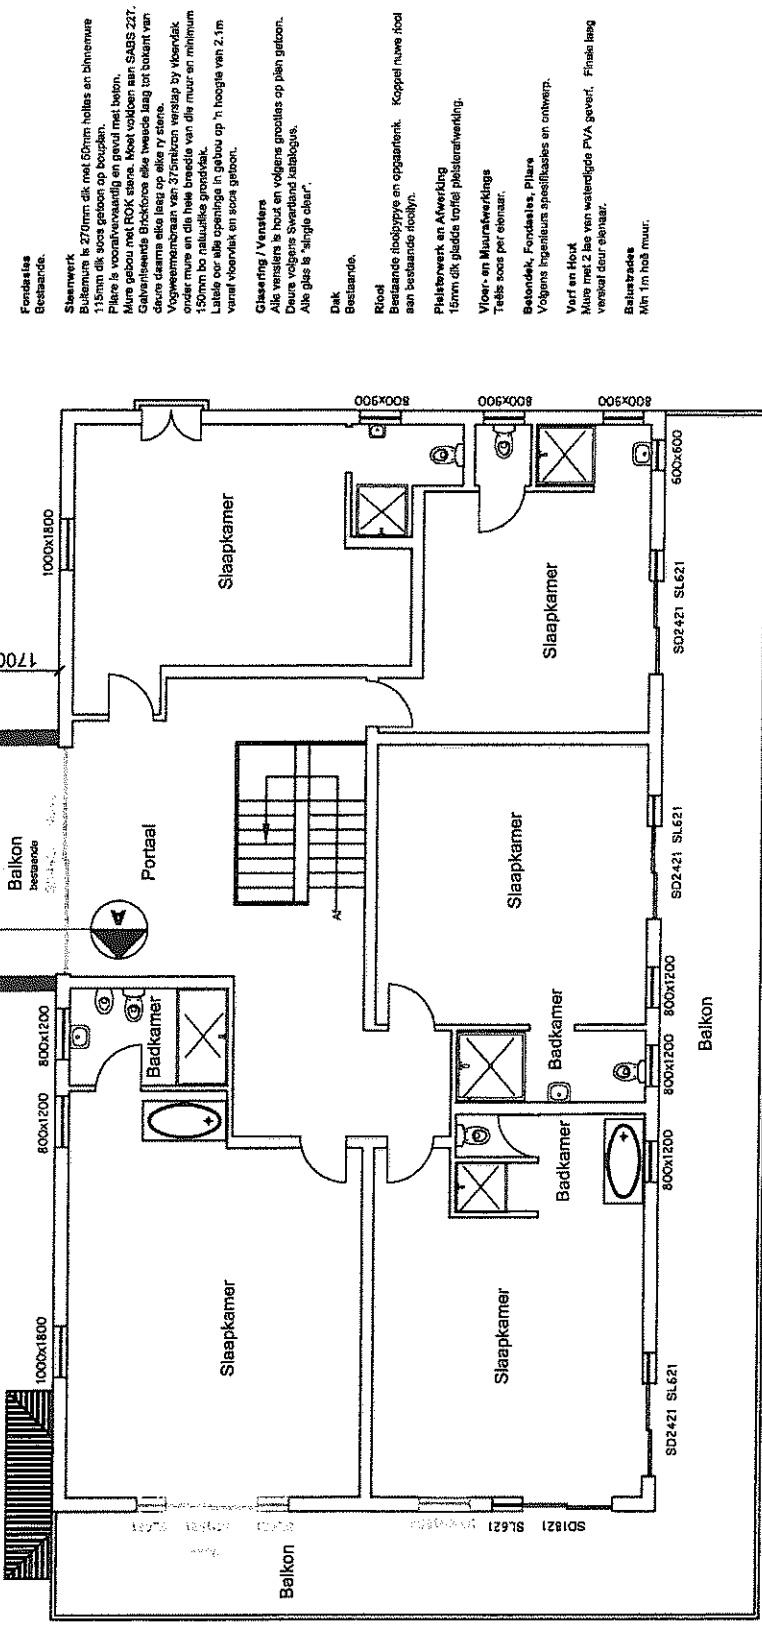 Fondasies
Bestaande.
Steenwerk
Buitemure is 270mm dik met 50mm holtes en binnemure
115mm dik soos getoon op bouplan.
Pilare is voorafvervaardig en gevul met beton.
Mure gebou met ROK stene. Moet voldoen aan SABS 227.
Galvaniseerde Brickforce elke tweede laag tot bokant van
deure daarna elke laag op elke ry stene.
Vogweermembraan van 375mikron verstap by vloervlak
onder mure en die hele breedte van die muur en minimum
150mm bo natuurlike grondvlak.
Lateie oor alle openinge in gebou op 'n hoogte van 2.1m
vanaf vloervlak en soos getoon.
Glasering / Vensters
Alle vensters is hout en volgens groottes op plan getoon.
Deure volgens Swartland katalogus.
Alle glas is "single clear".
Dak
Bestaande.
Riool
Bestaande rioolpype en opgaartenk. Koppel nuwe riool
aan bestaande rioollyn.
Pleisterwerk en Afwerking
15mm dik gladde troffel pleisterafwerking.
Vloer- en Muurafwerkings
Teëls soos per eienaar.
Betondek, Fondasies, Pilare
Volgens Ingenieurs spesifikasies en ontwerp.
Verf en Hout
Mure met 2 lae van waterdigde PVA geverf. Finale laag
verskaf deur eienaar.
Balustrades
Min 1m hoë muur.
1700
Balkon
bestaande
1000x1800
800x1200
800x1200
1000x1800
A
Portaal
Badkamer
Slaapkamer
Slaapkamer
Af
800x900
800x900
800x900
Slaapkamer
Slaapkamer
Slaapkamer
Badkamer
Badkamer
600x600
SD2421 SL621
SD2421 SL621
800x1200
800x1200
800x1200
SD2421 SL621
SL621
SD1821
SL621
SL621
Balkon
Balkon